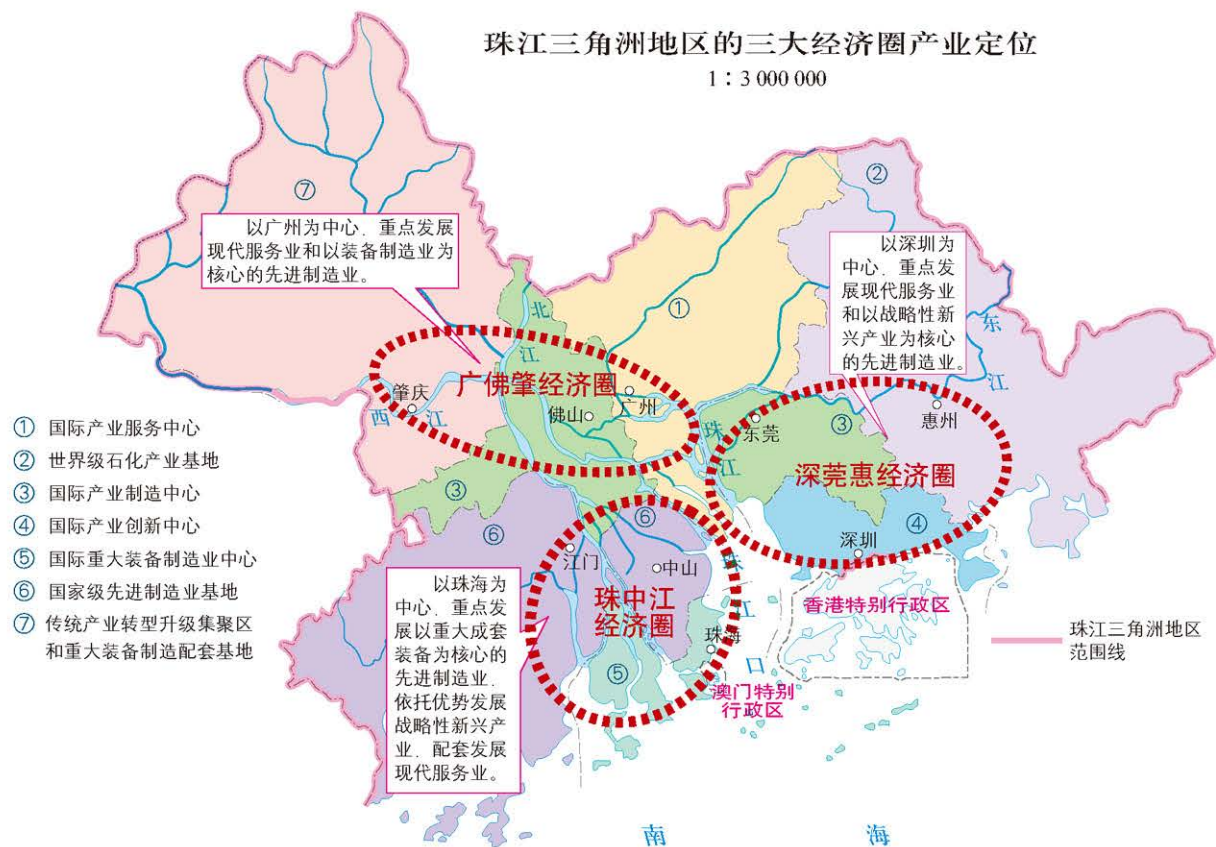 珠江三角洲地区的三大经济圈产业定位
1：3 000 000
⑦
②
以广州为中心，重点发展
现代服务业和以装备制造业为
核心的先进制造业。
以深圳为
中心，重点发
展现代服务业
和以战略性新
兴产业为核心
的先进制造业。
①
北
江
东
江
广佛肇经济圈
肇庆
西江
佛山
广州
珠
江
东莞
③
惠州
深莞惠经济圈
③
④
深圳
⑥
⑥
江门
中山
珠
江
口
香港特别行政区
以珠海为
中心，重点发
展以重大成套
装备为核心的
先进制造业，
依托优势发展
战略性新兴产
业，配套发展
现代服务业。
珠中江
经济圈
珠海
⑤
澳门特别
行政区
南海
① 国际产业服务中心
② 世界级石化产业基地
③ 国际产业制造中心
④ 国际产业创新中心
⑤ 国际重大装备制造业中心
⑥ 国家级先进制造业基地
⑦ 传统产业转型升级集聚区
和重大装备制造配套基地
珠江三角洲地区
范围线